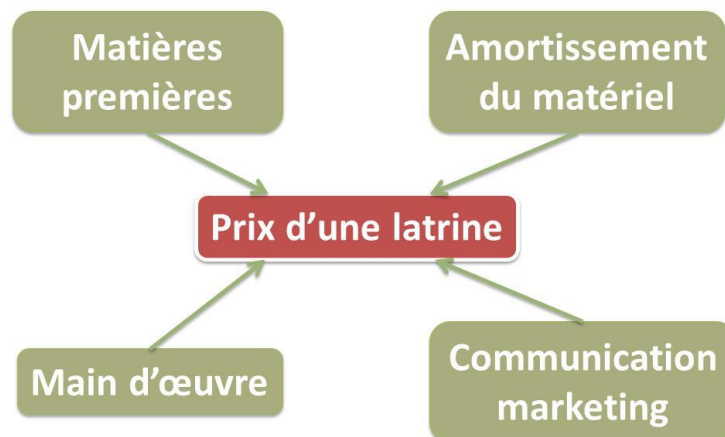 Matières
premières
Amortissement
du matériel
Prix d’une latrine
Main d’œuvre
Communication
marketing